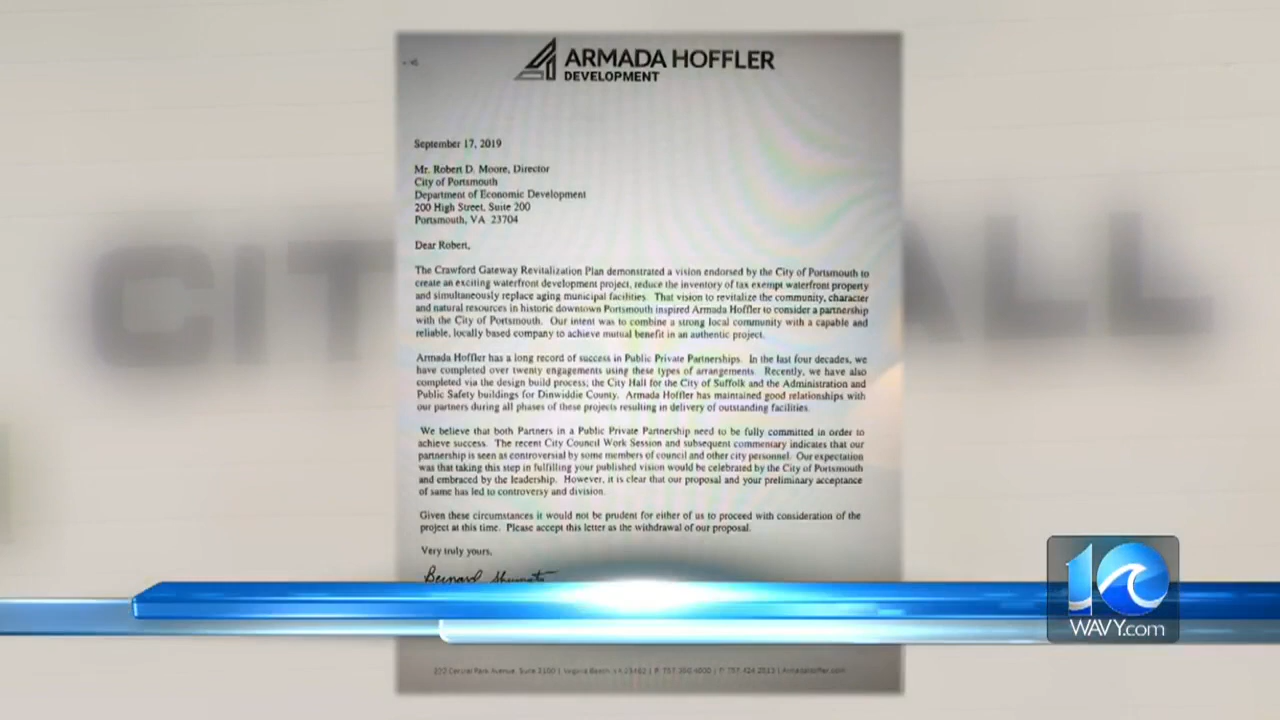 ARMADA HOFFLER
DEVELOPMENT
September 17, 2019
Mr. Robert D. Moore, Director
City of Portsmouth
Department of Economic Development
200 High Street, Suite 200
Portsmouth, VA 23704
Dear Robert,
The Crawford Gateway Revitalization Plan demonstrated a vision endorsed by the City of Portsmouth to
create an exciting waterfront development project, reduce the inventory of tax exempt waterfront property
and simultaneously replace aging municipal facilities. That vision to revitalize the community, character
and natural resources in historic downtown Portsmouth inspired Armada Hoffler to consider a partnership
with the City of Portsmouth. Our intent was to combine a strong local community with a capable and
reliable, locally based company to achieve mutual benefit in an authentic project.
Armada Hoffler has a long record of success in Public Private Partnerships. In the last four decades, we
have completed over twenty engagements using these types of arrangements. Recently, we have also
completed via the design build process; the City Hall for the City of Suffolk and the Administration and
Public Safety buildings for Dinwiddie County. Armada Hoffler has maintained good relationships with
our partners during all phases of these projects resulting in delivery of outstanding facilities.
We believe that both Partners in a Public Private Partnership need to be fully committed in order to
achieve success. The recent City Council Work Session and subsequent commentary indicates that our
partnership is seen as controversial by some members of council and other city personnel. Our expectation
was that taking this step in fulfilling your published vision would be celebrated by the City of Portsmouth
and embraced by the leadership. However, it is clear that our proposal and your preliminary acceptance
of same has led to controversy and division.
Given these circumstances it would not be prudent for either of us to proceed with consideration of the
project at this time. Please accept this letter as the withdrawal of our proposal.
Very truly yours,
Bernard
CIT ALL
10
WAVY.com
Central Park Avenue, Suite 2100 | Virginia Beach, VA 23462